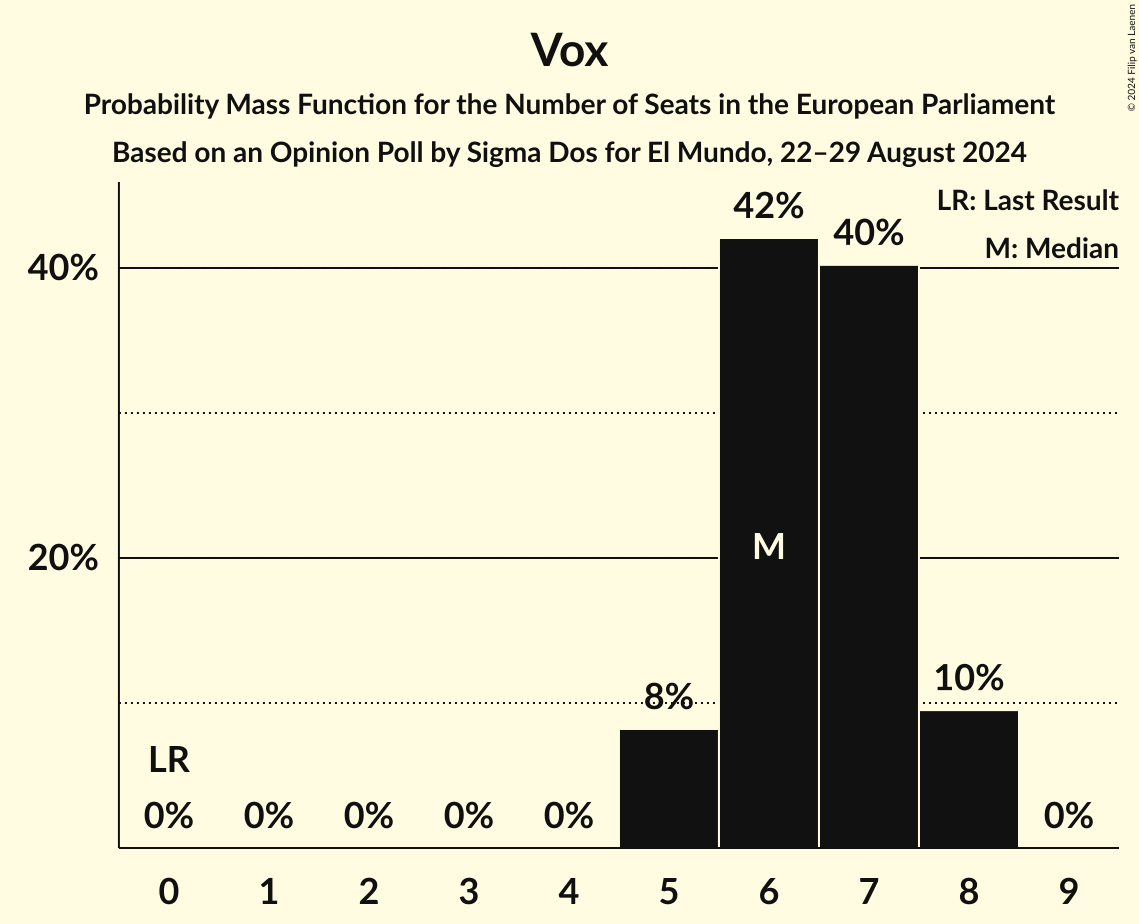 Vox
Probability Mass Function for the Number of Seats in the European Parliament
Based on an Opinion Poll by Sigma Dos for El Mundo, 22–29 August 2024
© 2024 Filip van Laenen
LR: Last Result
M: Median
42%
40%
40%
20%
M
10%
8%
LR
0% 0% 0% 0% 0% 0%
0 1 2 3 4 5 6 7 8 9